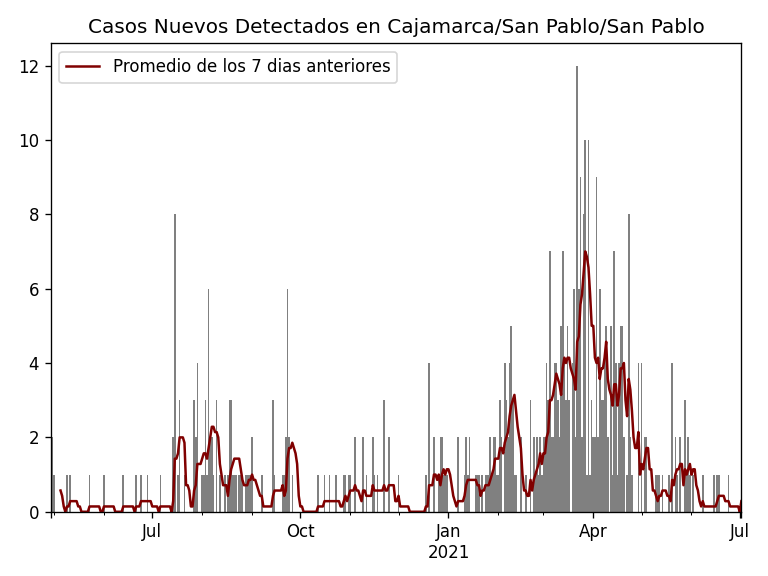 Casos Nuevos Detectados en Cajamarca/San Pablo/San Pablo
Promedio de los 7 dias anteriores
12
10
8
6
4
2
0
Jul
Oct
Jan
2021
Apr
Jul